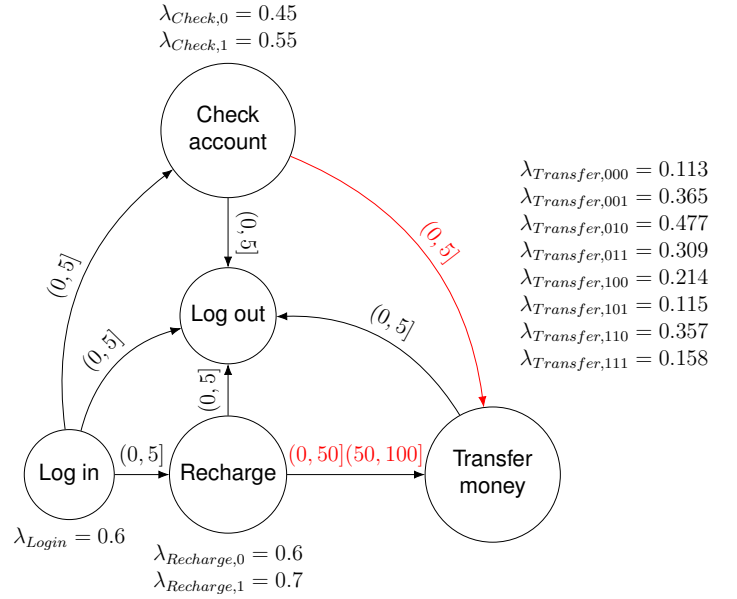 λ_{Check,0} = 0.45
λ_{Check,1} = 0.55
Check
account
(0, 5]
(0, 5]
(0, 5]
λ_{Transfer,000} = 0.113
λ_{Transfer,001} = 0.365
λ_{Transfer,010} = 0.477
λ_{Transfer,011} = 0.309
λ_{Transfer,100} = 0.214
λ_{Transfer,101} = 0.115
λ_{Transfer,110} = 0.357
λ_{Transfer,111} = 0.158
Log out
(0, 5]
(0, 5]
(0, 5]
Log in
(0, 5]
Recharge
(0, 50](50, 100]
Transfer
money
λ_{Login} = 0.6
λ_{Recharge,0} = 0.6
λ_{Recharge,1} = 0.7